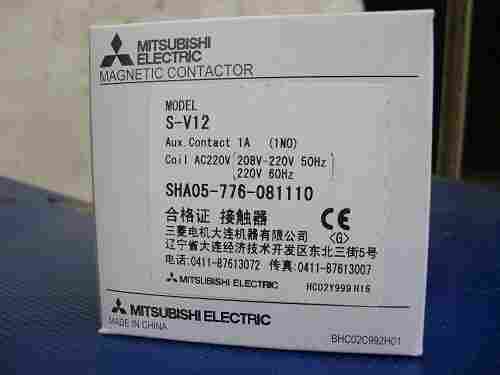 MITSUBISHI
ELECTRIC
MAGNETIC CONTACTOR
MODEL
S-V12
Aux.Contact 1A (1NO)
Coil AC220V 208V-220V 50Hz
220V 60Hz
SHA05-776-081110
合格证 接触器 CE
三菱电机大连机器有限公司 <G>
辽宁省大连经济技术开发区东北三街5号
电话:0411-87613072 传真:0411-87613007
MITSUBISHI ELECTRIC HC02Y999H16
MITSUBISHI ELECTRIC
MADE IN CHINA
BHC02C992H01